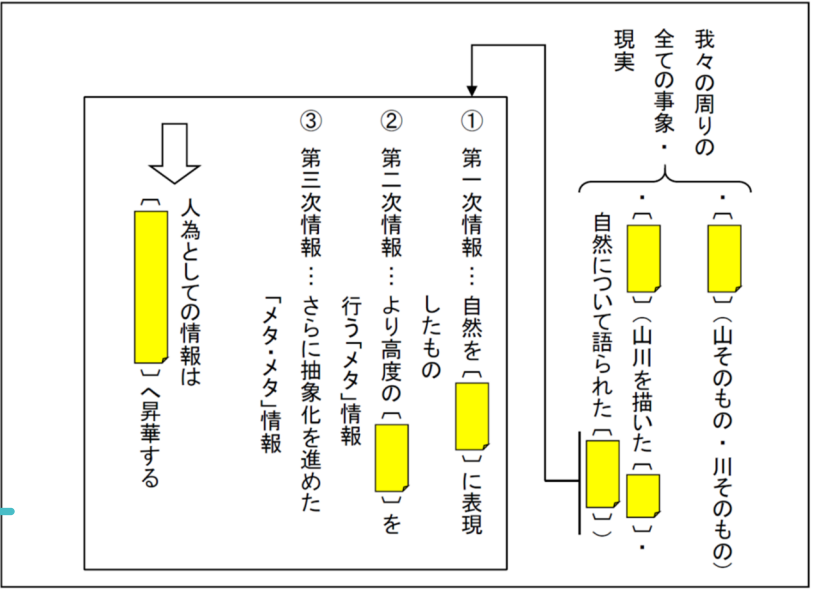 我々の周りの
全ての事象・
現実
・〔　〕（山そのもの・川そのもの）
・〔　〕（山川を描いた〔　〕・
自然について語られた〔　〕）
① 第一次情報…自然を〔　〕に表現
したもの
② 第二次情報…より高度の〔　〕を
行う「メタ」情報
③ 第三次情報…さらに抽象化を進めた
「メタ・メタ」情報
人為としての情報は
〔　〕へ昇華する